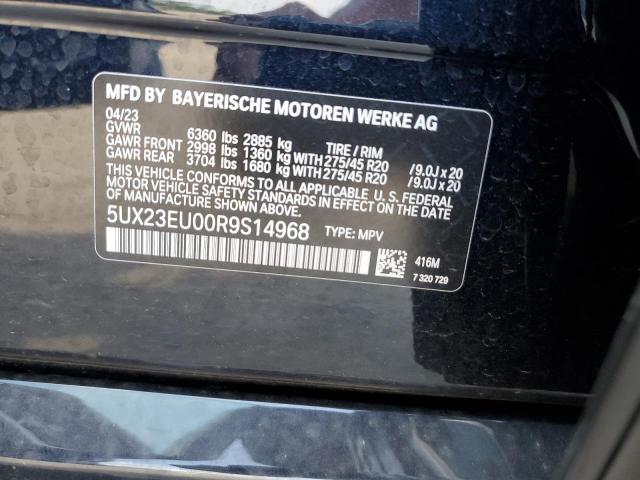 MFD BY BAYERISCHE MOTOREN WERKE AG
04/23
GVWR 6360 lbs 2885 kg TIRE / RIM
GAWR FRONT 2998 lbs 1360 kg WITH 275/45 R20 /9.0J x 20
GAWR REAR 3704 lbs 1680 kg WITH 275/45 R20 /9.0J x 20
THIS VEHICLE CONFORMS TO ALL APPLICABLE U. S. FEDERAL
MOTOR VEHICLE SAFETY STANDARDS IN EFFECT ON THE DATE
OF MANUFACTURE SHOWN ABOVE.
5UX23EU00R9S14968 TYPE: MPV
416M
7 320 729